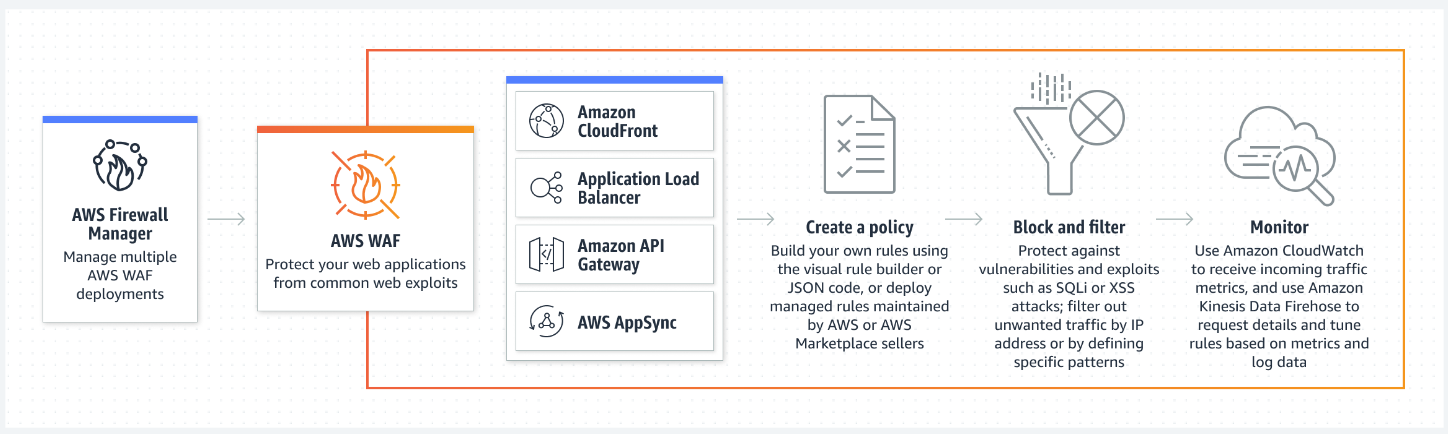 AWS Firewall
Manager
Manage multiple
AWS WAF
deployments
AWS WAF
Protect your web applications
from common web exploits
Amazon
CloudFront
Application Load
Balancer
Amazon API
Gateway
AWS AppSync
Create a policy
Build your own rules using
the visual rule builder or
JSON code, or deploy
managed rules maintained
by AWS or AWS
Marketplace sellers
Block and filter
Protect against
vulnerabilities and exploits
such as SQLi or XSS
attacks; filter out
unwanted traffic by IP
address or by defining
specific patterns
Monitor
Use Amazon CloudWatch
to receive incoming traffic
metrics, and use Amazon
Kinesis Data Firehose to
request details and tune
rules based on metrics and
log data